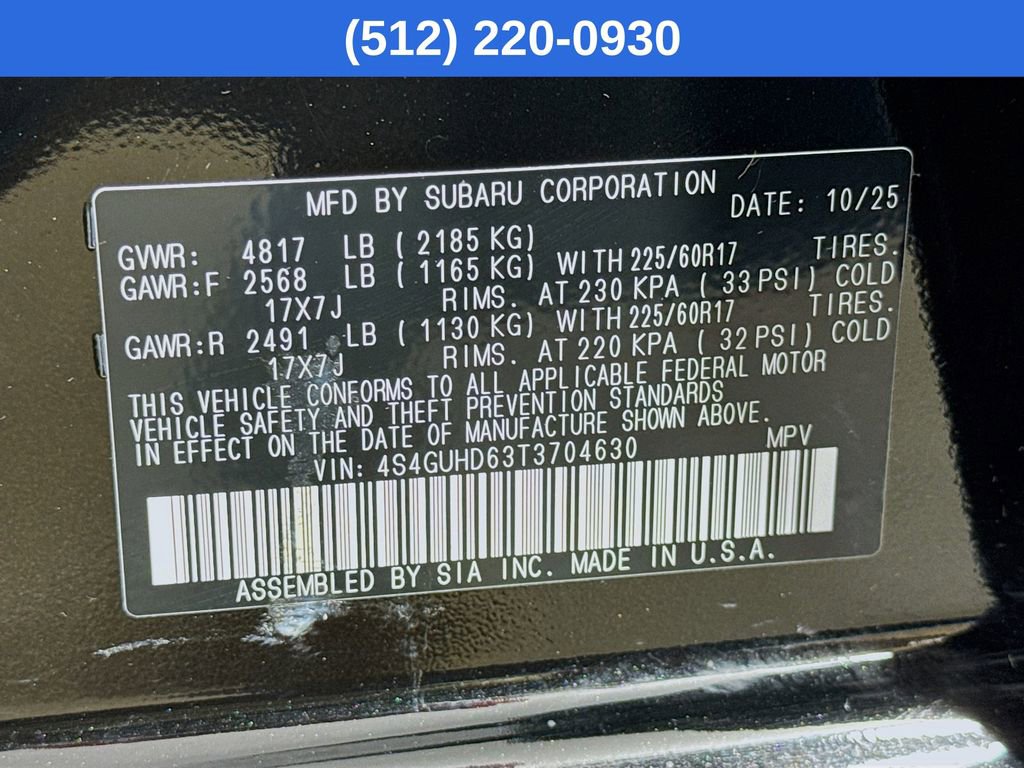 (512) 220-0930
MFD BY SUBARU CORPORATION DATE: 10/25
GVWR: 4817 LB ( 2185 KG)
GAWR:F 2568 LB ( 1165 KG) WITH 225/60R17 TIRES.
17X7J RIMS. AT 230 KPA ( 33 PSI) COLD
GAWR:R 2491 LB ( 1130 KG) WITH 225/60R17 TIRES.
17X7J RIMS. AT 220 KPA ( 32 PSI) COLD
THIS VEHICLE CONFORMS TO ALL APPLICABLE FEDERAL MOTOR
VEHICLE SAFETY AND THEFT PREVENTION STANDARDS
IN EFFECT ON THE DATE OF MANUFACTURE SHOWN ABOVE.
VIN: 4S4GUHD63T3704630 MPV
ASSEMBLED BY SIA INC. MADE IN U.S.A.